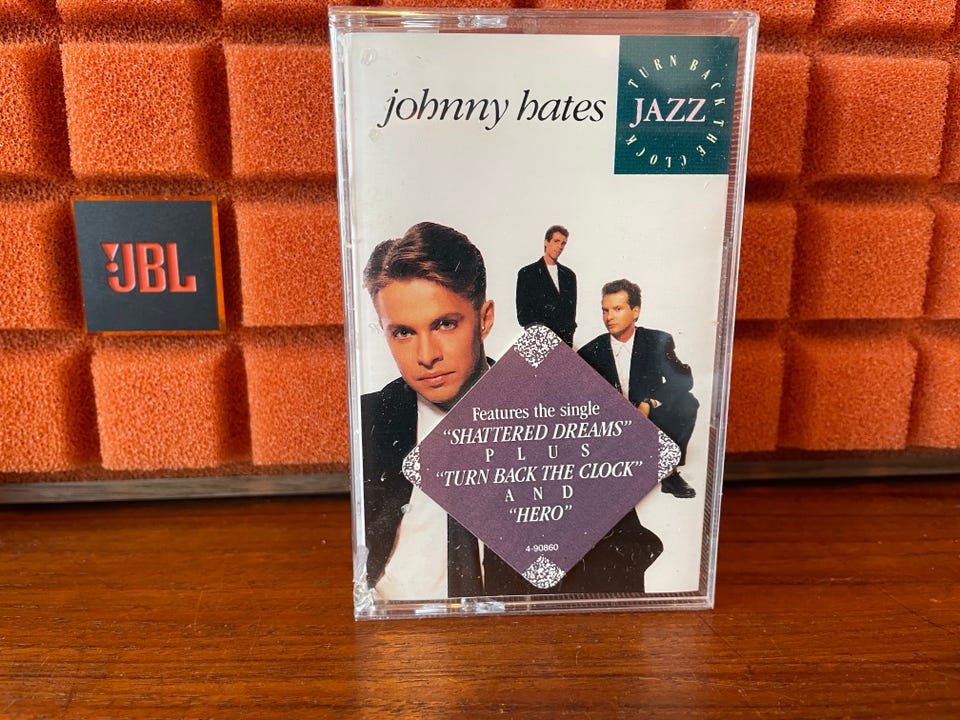 johnny hates
JAZZ
TURN BACK THE CLOCK
JBL
Features the single
"SHATTERED DREAMS"
PLUS
"TURN BACK THE CLOCK"
AND
"HERO"
4-90860